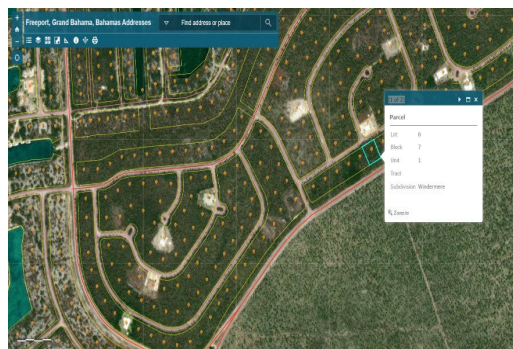 Freeport, Grand Bahama, Bahamas Addresses
Find address or place
Parcel
Lot 8
Block 7
Unit 1
Tract
Subdivision Windermere
Zoom to